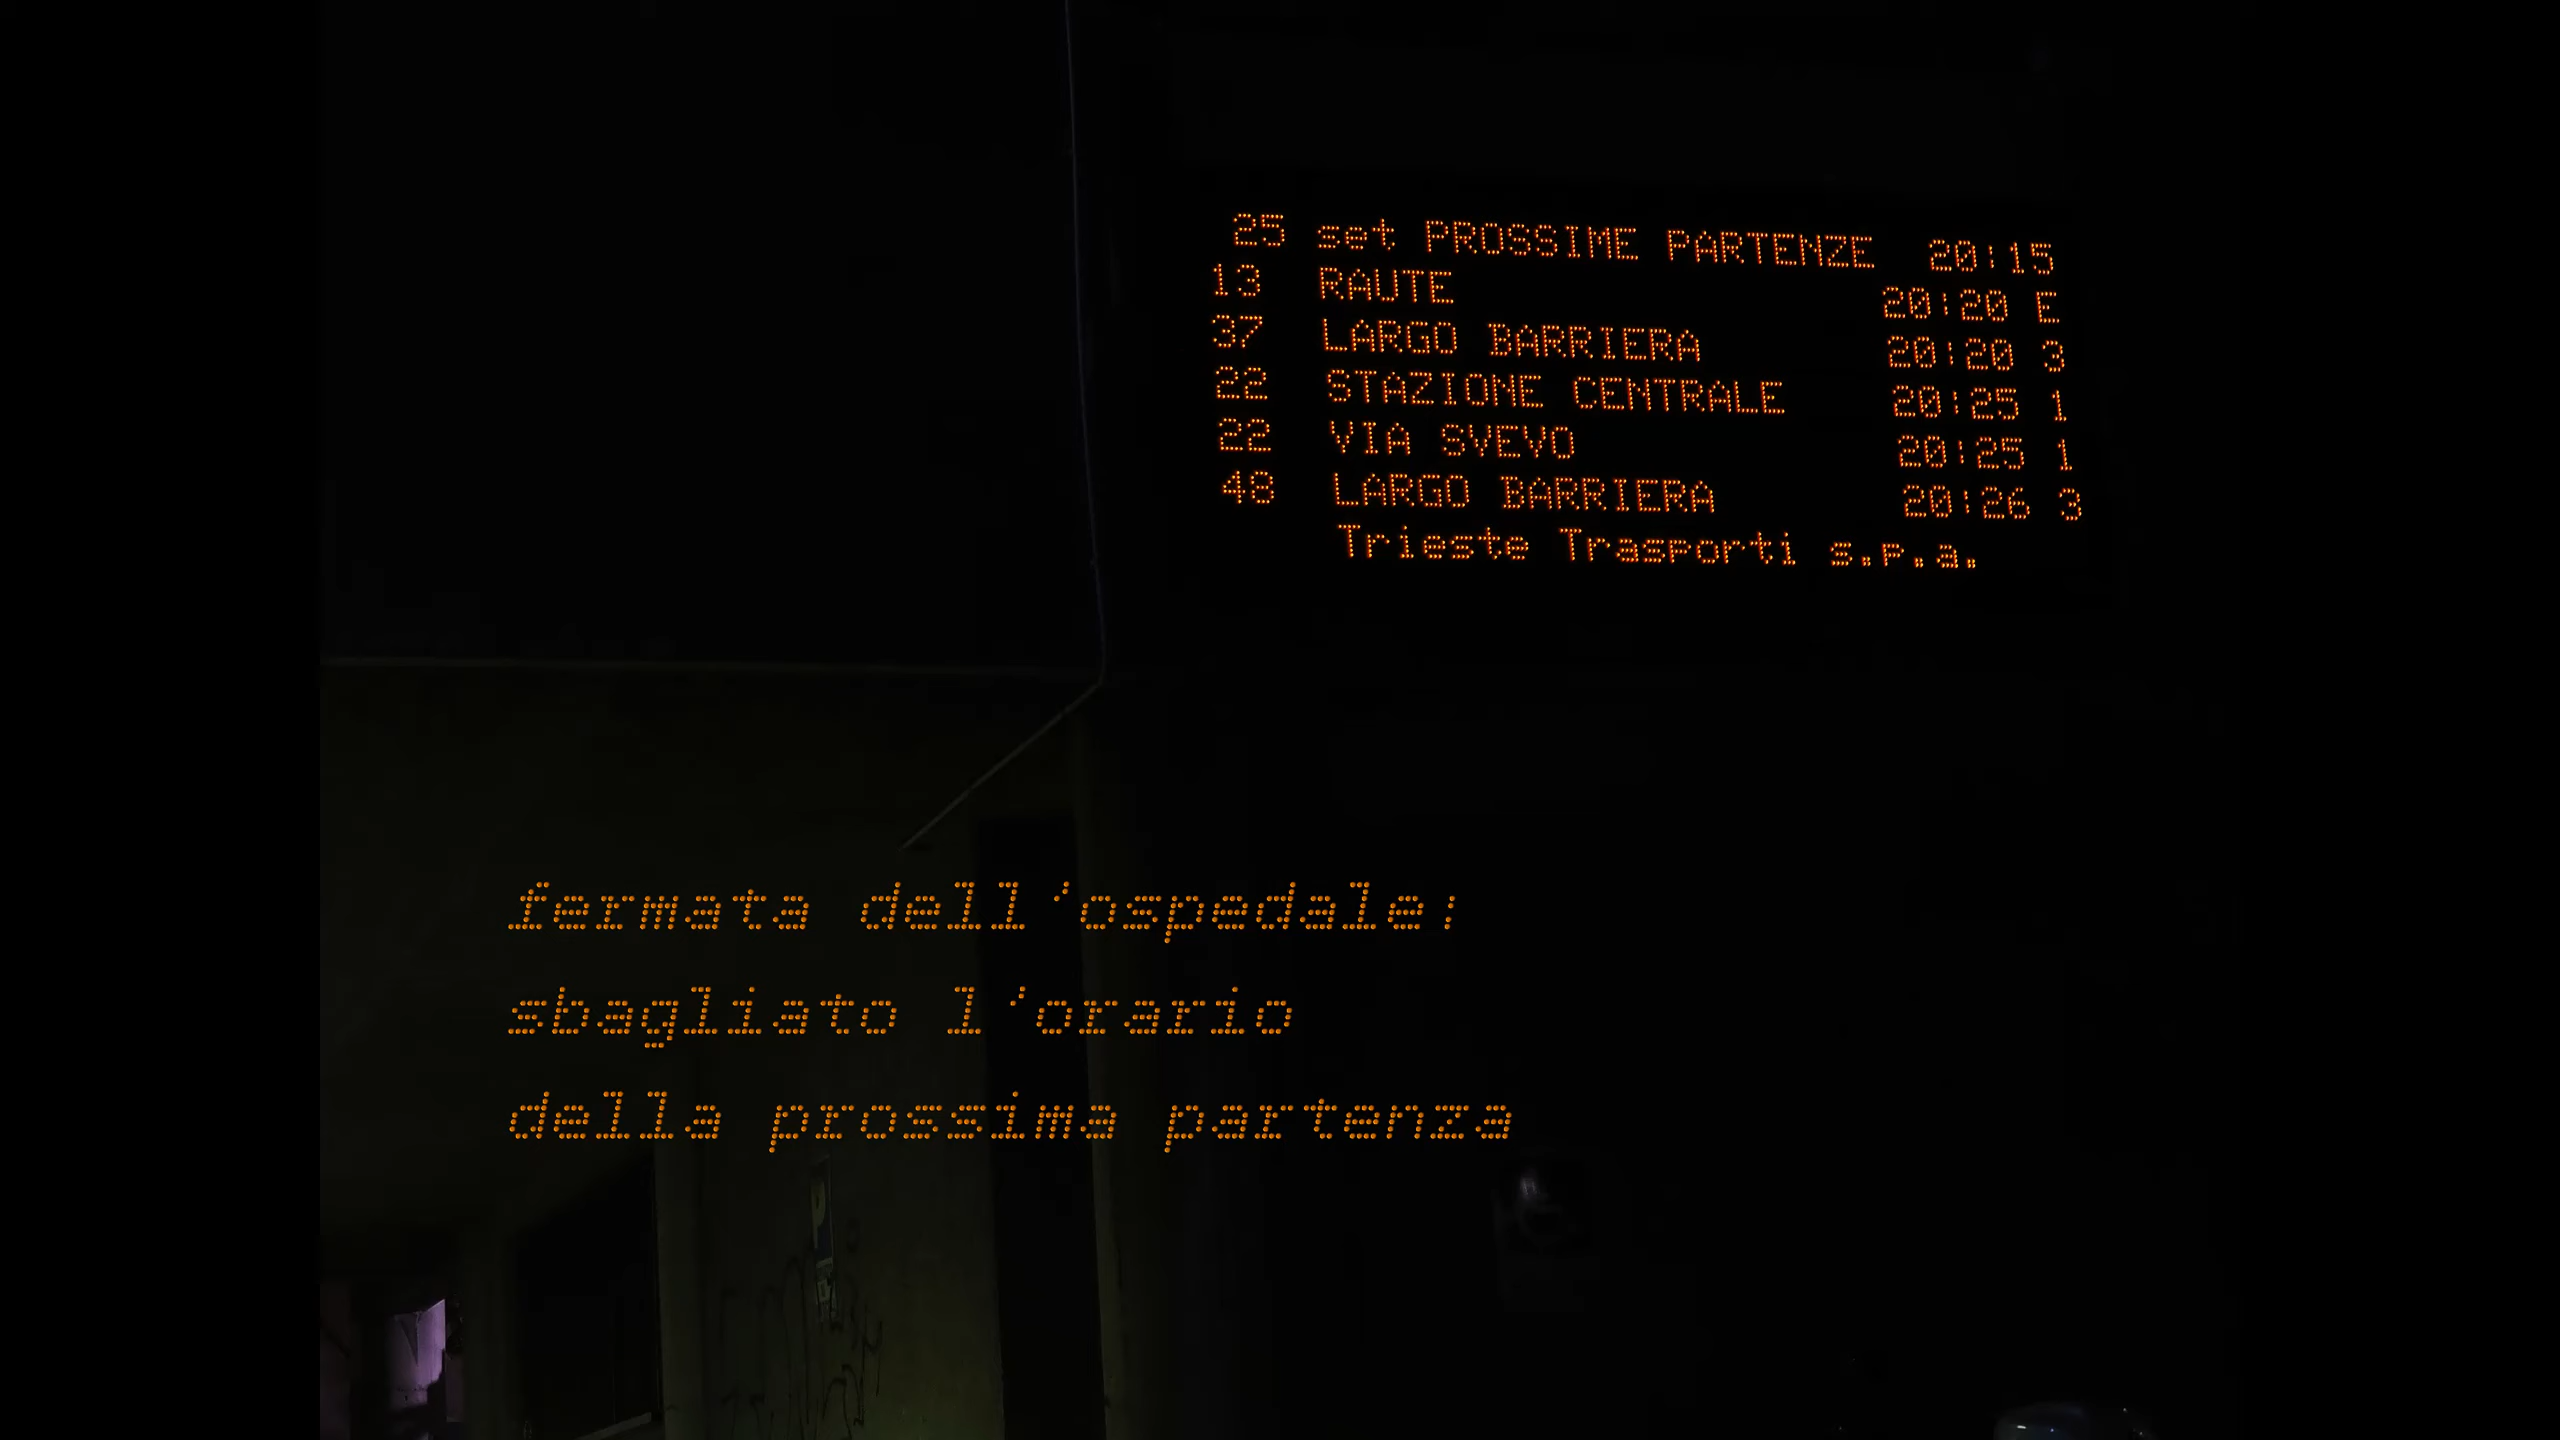 25 set PROSSIME PARTENZE 20:15
13 RAUTE 20:20 E
37 LARGO BARRIERA 20:20 3
22 STAZIONE CENTRALE 20:25 1
22 VIA SVEVO 20:25 1
48 LARGO BARRIERA 20:26 3
Trieste Trasporti s.p.a.
fermata dell'ospedale:
sbagliato l'orario
della prossima partenza